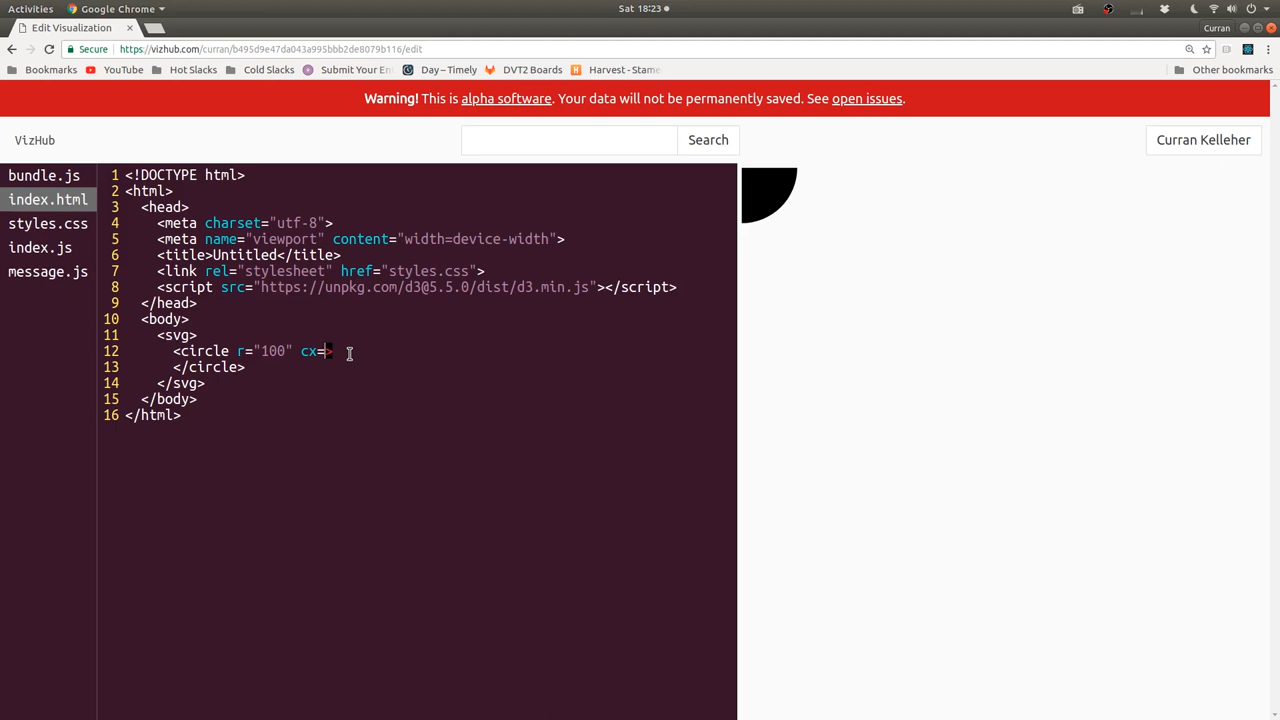 Activities Google Chrome Sat 18:23
Edit Visualization Curran
Secure https://vizhub.com/curran/b495d9e47da043a995bbb2de8079b116/edit
Bookmarks YouTube Hot Slacks Cold Slacks Submit Your En Day – Timely DVT2 Boards Harvest - Stame Other bookmarks
Warning! This is alpha software. Your data will not be permanently saved. See open issues.
VizHub Search Curran Kelleher
bundle.js
index.html
styles.css
index.js
message.js
1 <!DOCTYPE html>
2 <html>
3 <head>
4 <meta charset="utf-8">
5 <meta name="viewport" content="width=device-width">
6 <title>Untitled</title>
7 <link rel="stylesheet" href="styles.css">
8 <script src="https://unpkg.com/d3@5.5.0/dist/d3.min.js"></script>
9 </head>
10 <body>
11 <svg>
12 <circle r="100" cx=>
13 </circle>
14 </svg>
15 </body>
16 </html>